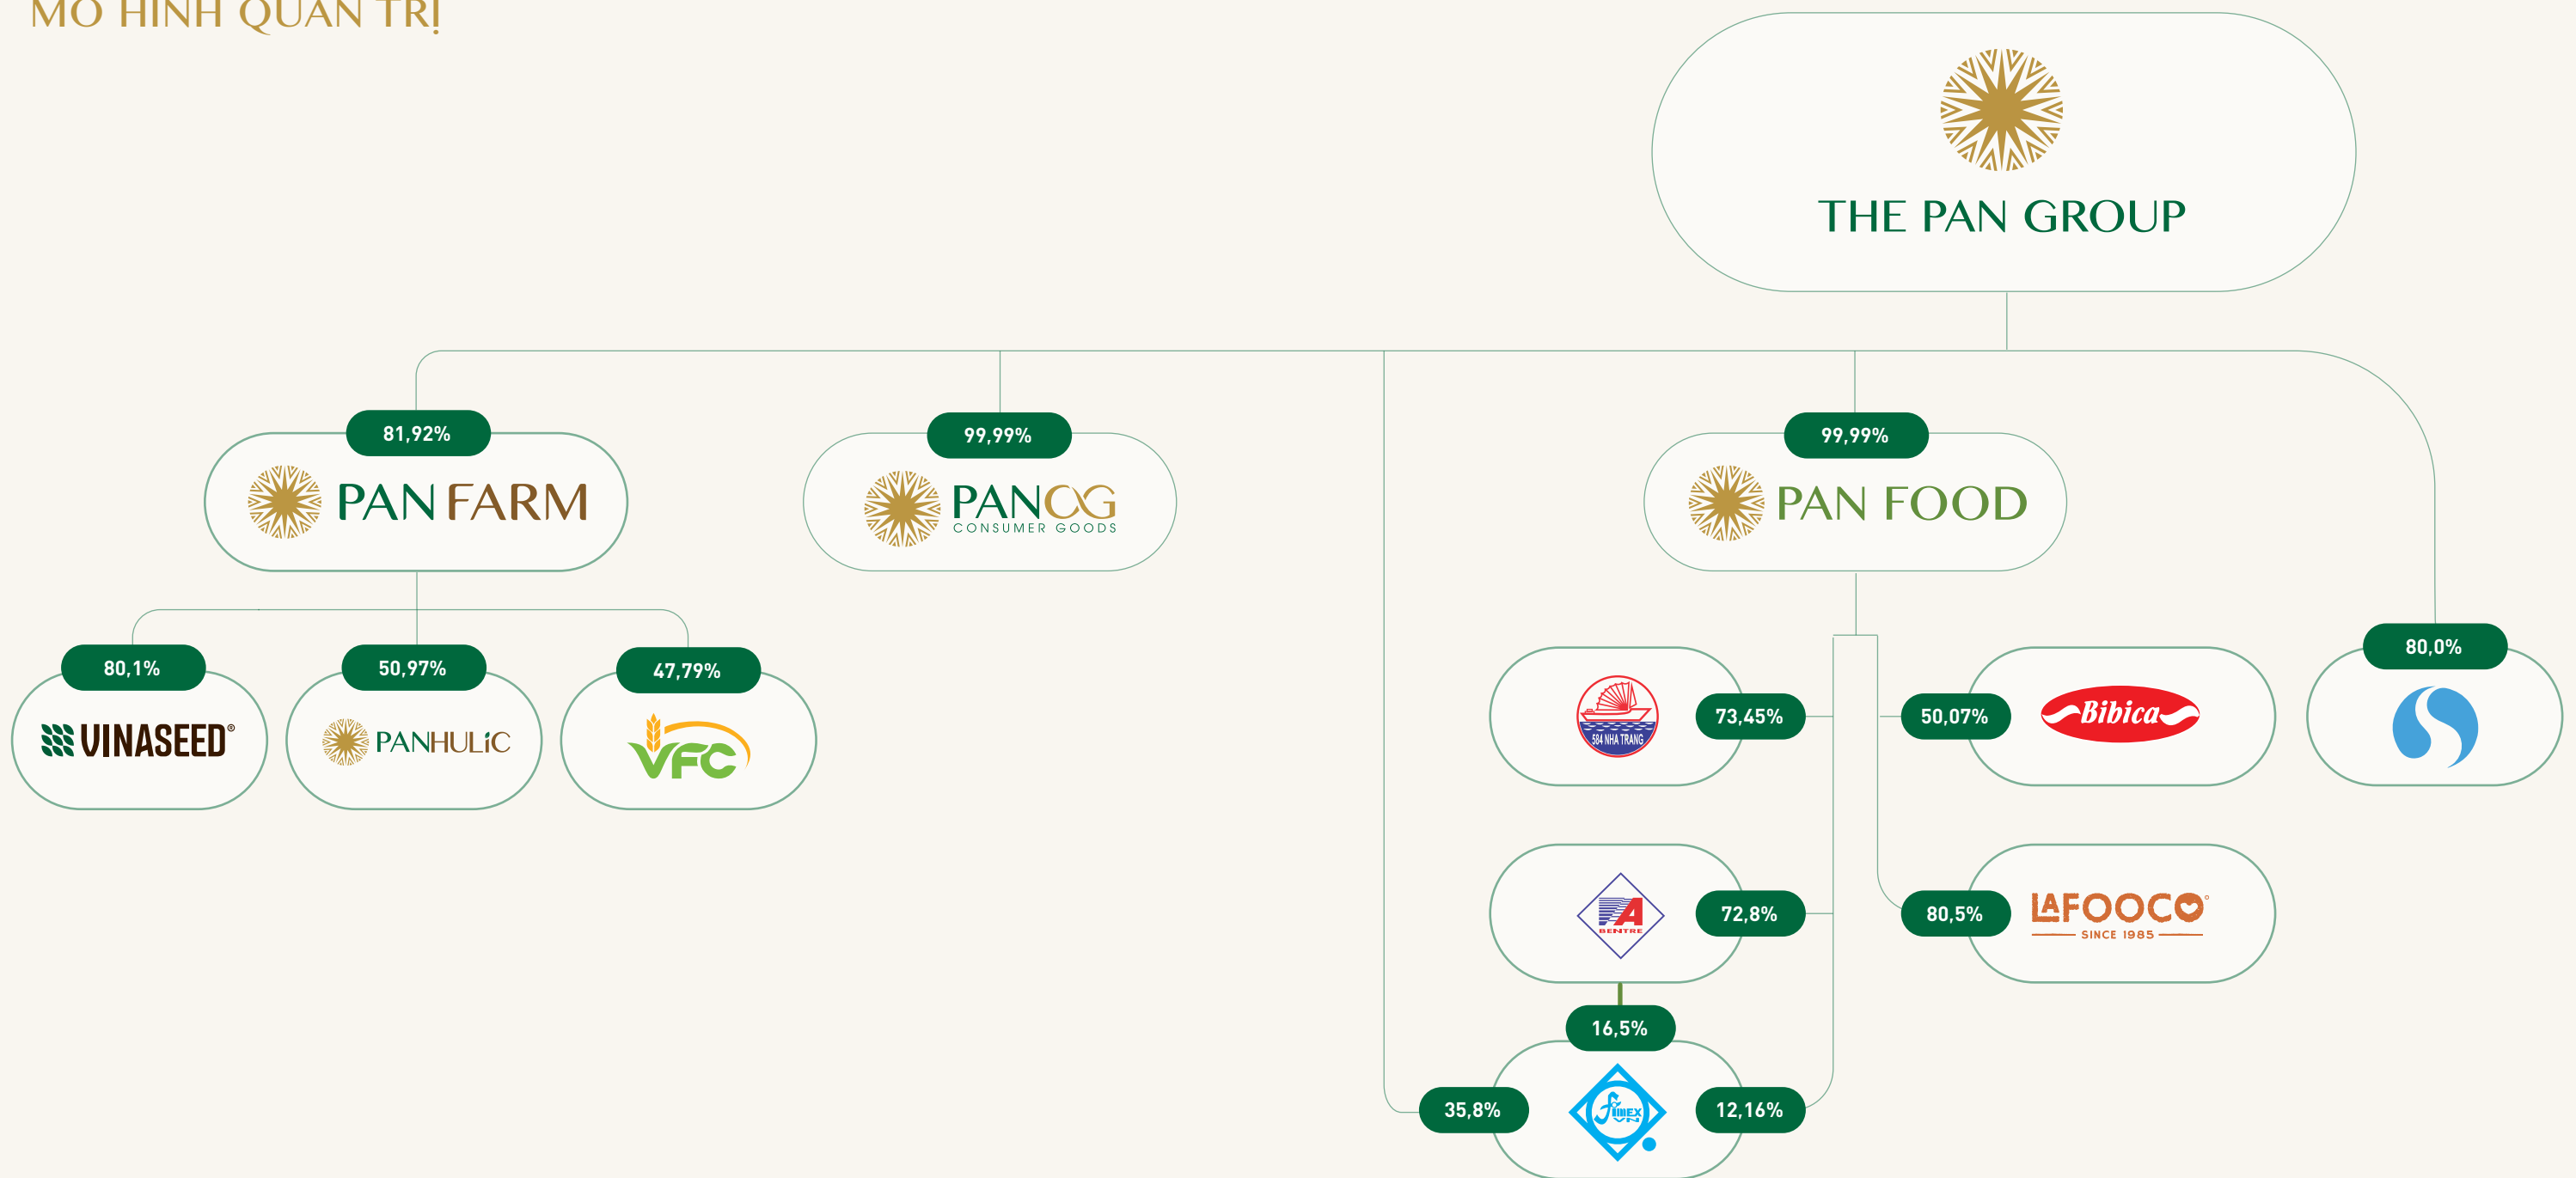 MÔ HÌNH QUẢN TRỊ
THE PAN GROUP
81,92%
PAN FARM
99,99%
PAN CG
CONSUMER GOODS
99,99%
PAN FOOD
80,1%
VINASEED®
50,97%
PANHULiC
47,79%
VFC
73,45%
584 NHA TRANG
50,07%
Bibica
80,0%
72,8%
A
BENTRE
80,5%
LAFOOCO
SINCE 1985
16,5%
35,8%
fimex
VN
12,16%